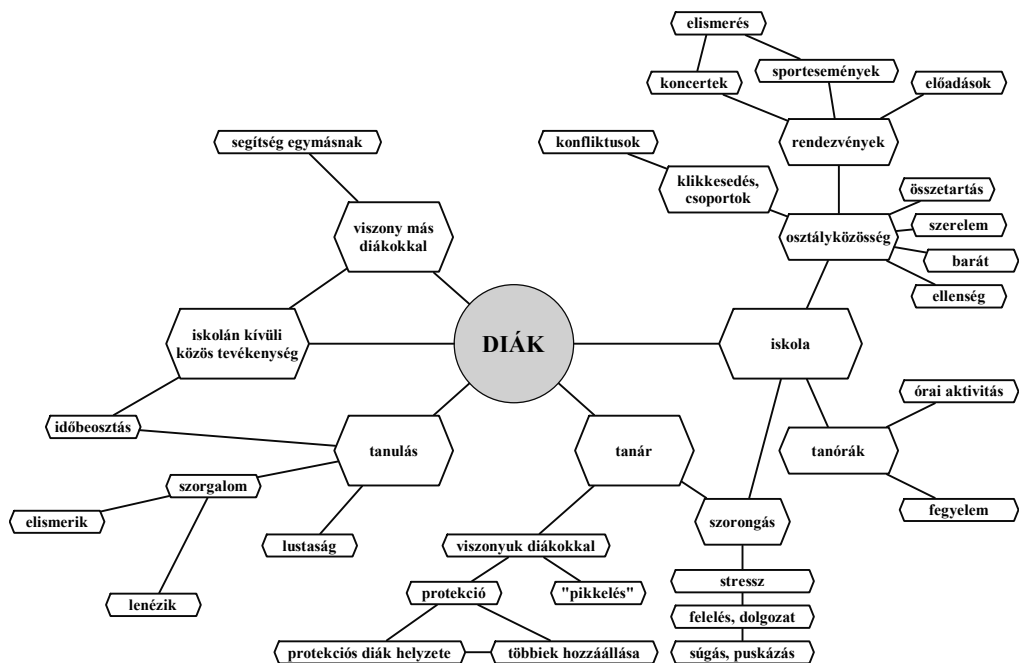 elismerés
sportesemények
koncertek
előadások
segítség egymásnak
konfliktusok
rendezvények
klikkesedés,
csoportok
összetartás
szerelem
viszony más
diákokkal
osztályközösség
barát
ellenség
iskolán kívüli
közös tevékenység
DIÁK
iskola
órai aktivitás
időbeosztás
tanulás
tanár
tanórák
szorgalom
elismerik
fegyelem
szorongás
lustaság
viszonyuk diákokkal
stressz
lenézik
protekció
"pikkelés"
felelés, dolgozat
protekciós diák helyzete
többiek hozzáállása
súgás, puskázás